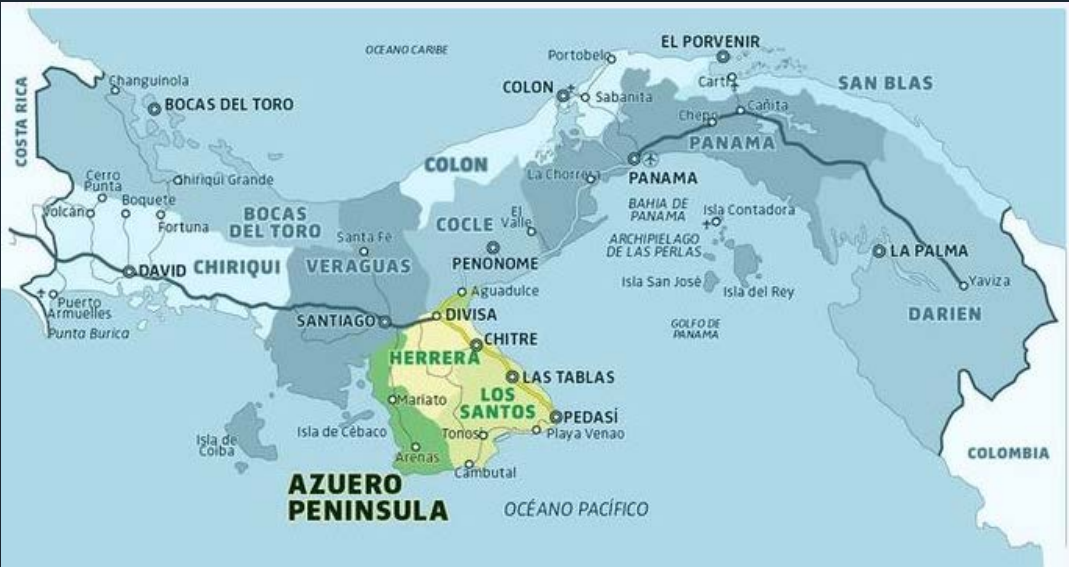 OCEANO CARIBE
EL PORVENIR
Portobelo
Changuinola
COSTA RICA
BOCAS DEL TORO
COLON
Sabanita
Carti
SAN BLAS
Cañita
Chepo
PANAMA
COLON
La Chorrera
PANAMA
Cerro
Punta
Chiriqui Grande
Volcán
Boquete
Fortuna
BOCAS
DEL TORO
COCLE
El
Valle
BAHIA DE
PANAMA
Isla Contadora
Santa Fé
ARCHIPIELAGO
DE LAS PERLAS
LA PALMA
DAVID
CHIRIQUI
VERAGUAS
PENONOME
Isla San José
Isla del Rey
Yaviza
Puerto
Armuelles
Aguadulce
Punta Burica
SANTIAGO
DIVISA
GOLFO DE
PANAMA
DARIEN
CHITRE
HERRERA
LAS TABLAS
Mariato
LOS
SANTOS
PEDASÍ
Isla de
Coiba
Isla de Cébaco
Tonosi
Playa Venao
Arenas
Cambutal
COLOMBIA
AZUERO
PENINSULA
OCÉANO PACÍFICO